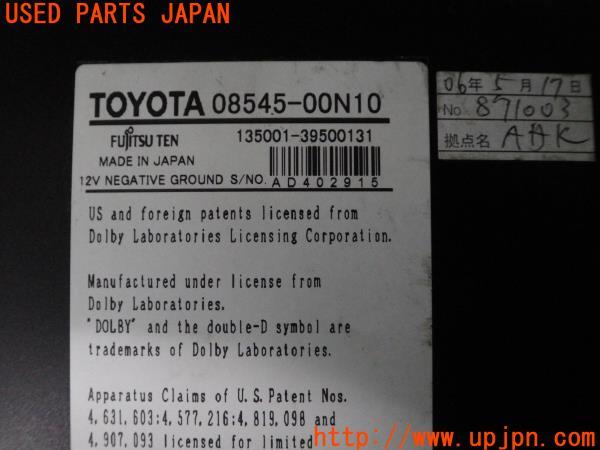 USED PARTS JAPAN
TOYOTA 08545-00N10
FUJITSU TEN 135001-39500131
MADE IN JAPAN
12V NEGATIVE GROUND S/NO. AD402915
US and foreign patents licensed from
Dolby Laboratories Licensing Corporation.
Manufactured under license from
Dolby Laboratories.
"DOLBY" and the double-D symbol are
trademarks of Dolby Laboratories.
Apparatus Claims of U.S. Patent Nos.
4,631,603:4,577,216:4,819,098 and
4,907,093 licensed for limited
06年5月17日
No 871003
拠点名
http://www.upjpn.com/